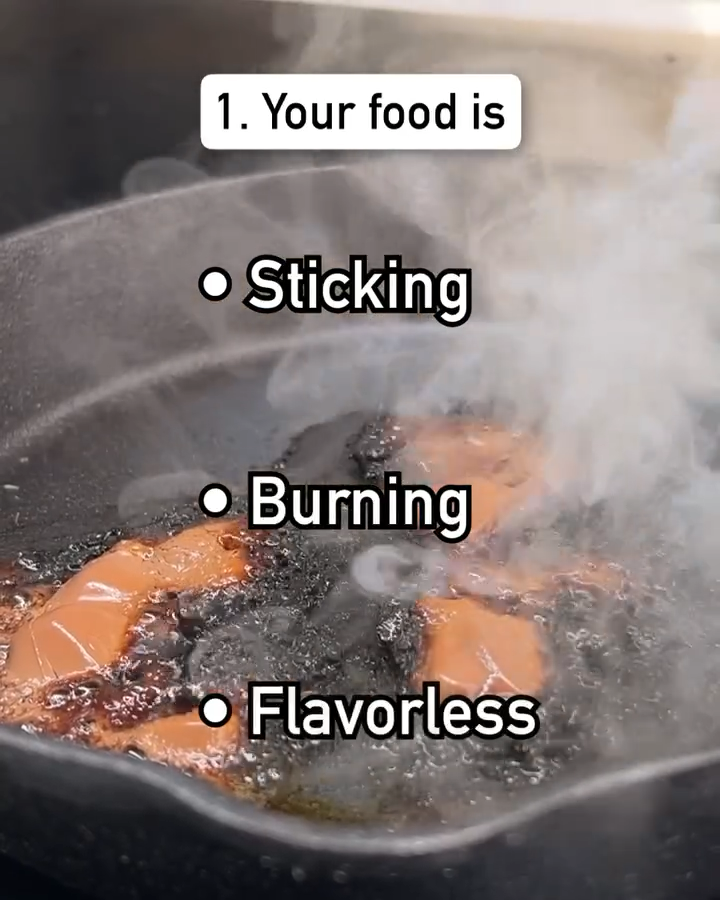 1. Your food is
• Sticking
• Burning
• Flavorless